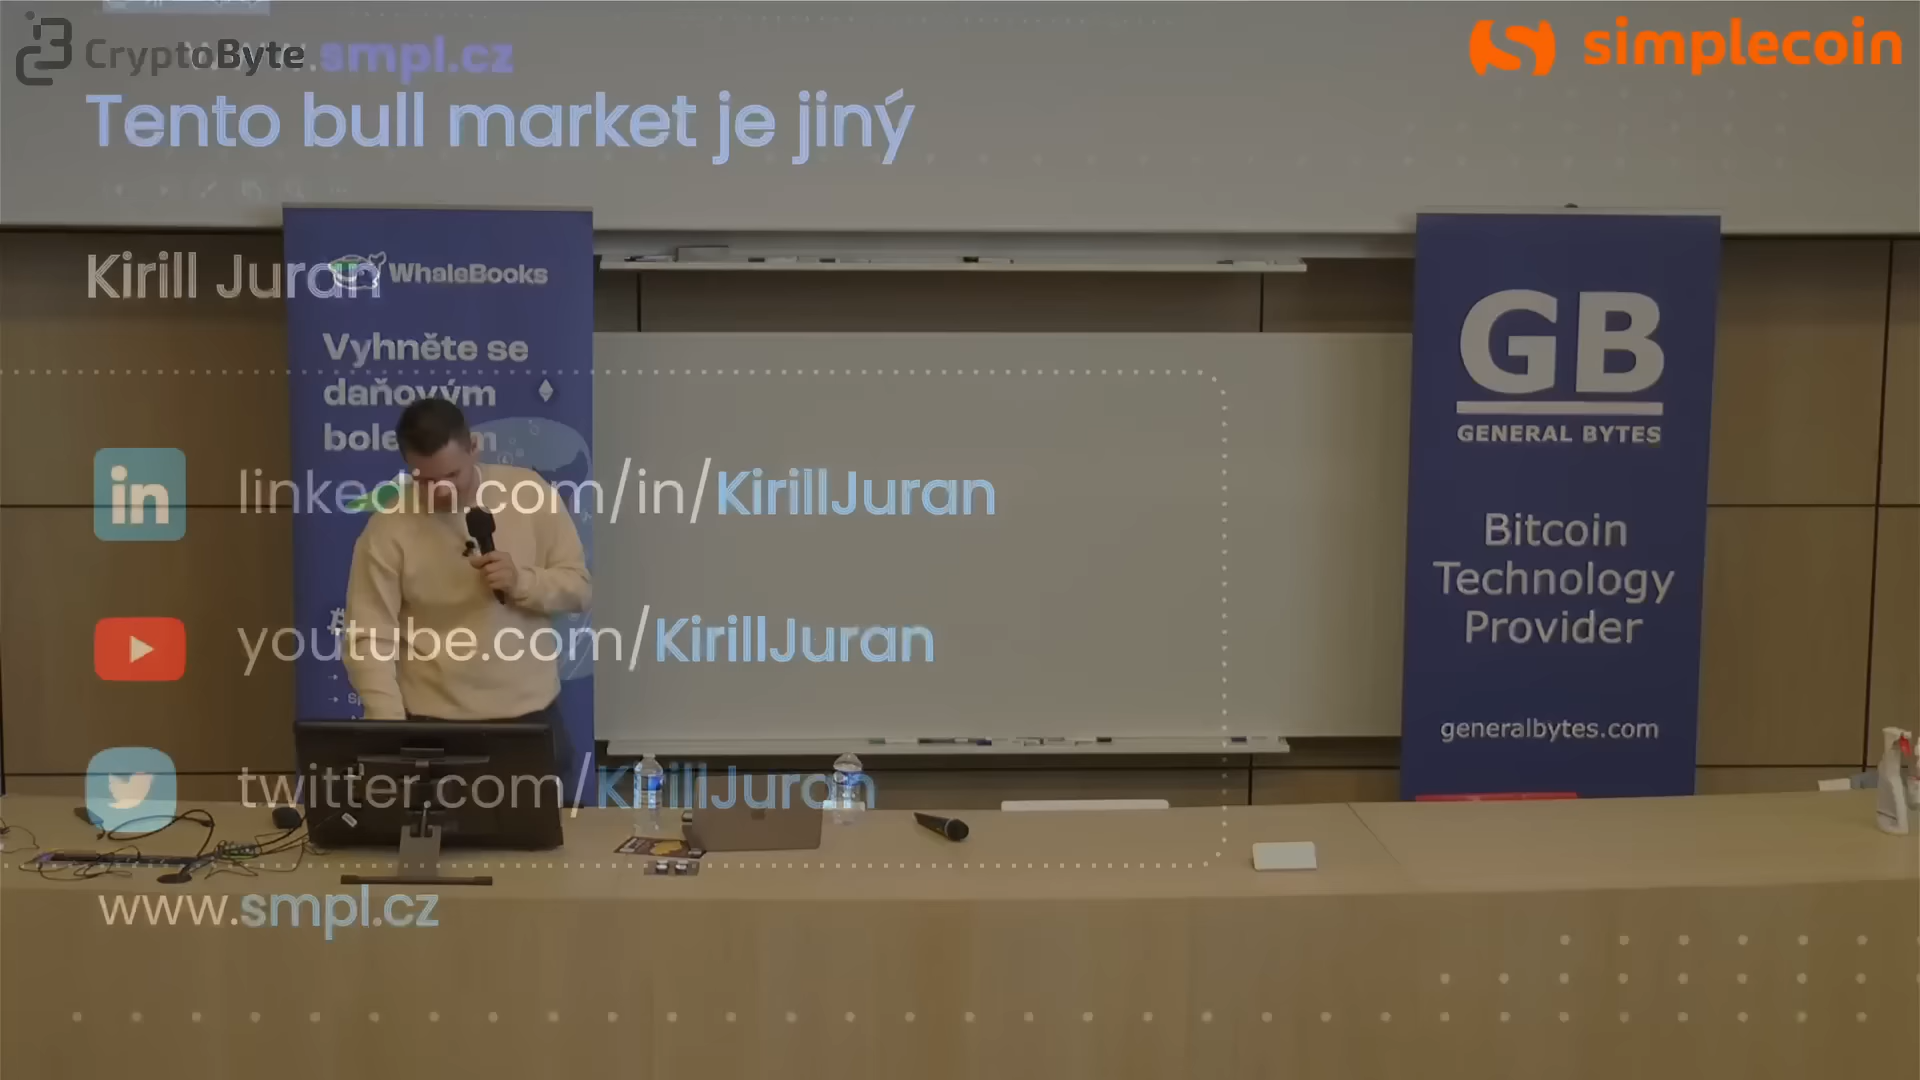 CryptoByte
www.smpl.cz
simplecoin
Tento bull market je jiný
Kirill Juran
WhaleBooks
Vyhněte se
daňovým
linkedin.com/in/KirillJuran
youtube.com/KirillJuran
twitter.com/KirillJuran
www.smpl.cz
GB
GENERAL BYTES
Bitcoin
Technology
Provider
generalbytes.com